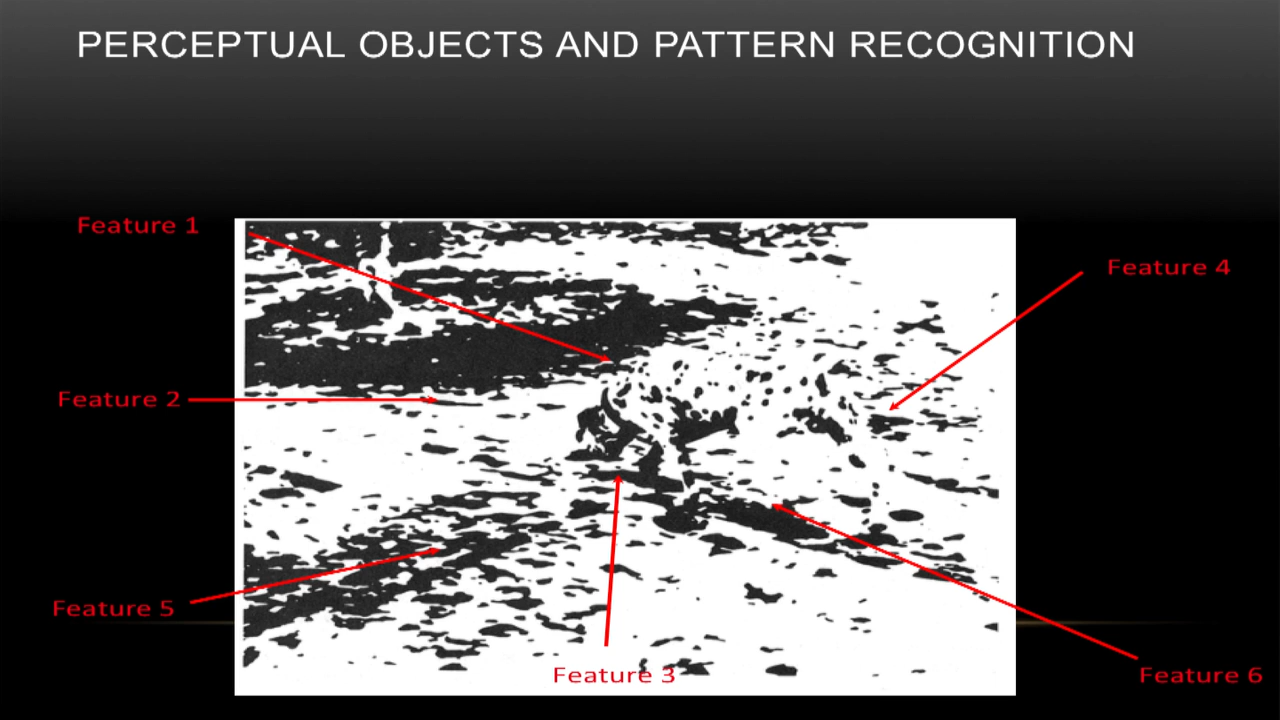 PERCEPTUAL OBJECTS AND PATTERN RECOGNITION
Feature 1
Feature 4
Feature 2
Feature 5
Feature 3
Feature 6